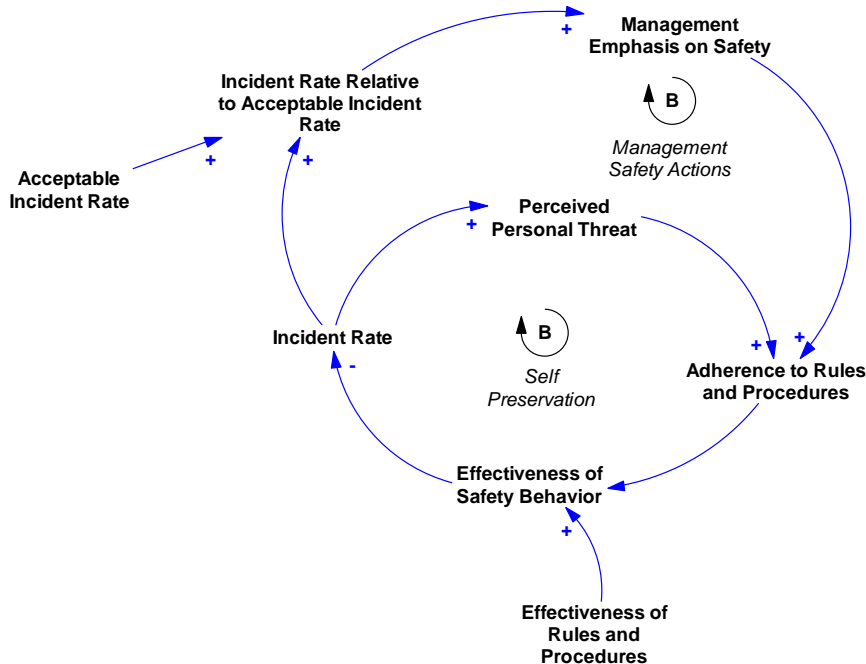 Management
Emphasis on Safety
+
Incident Rate Relative
to Acceptable Incident
Rate
B
Management
Safety Actions
+
+
Acceptable
Incident Rate
Perceived
Personal Threat
+
B
Incident Rate
-
Self
Preservation
+
+
Adherence to Rules
and Procedures
Effectiveness of
Safety Behavior
+
Effectiveness of
Rules and
Procedures